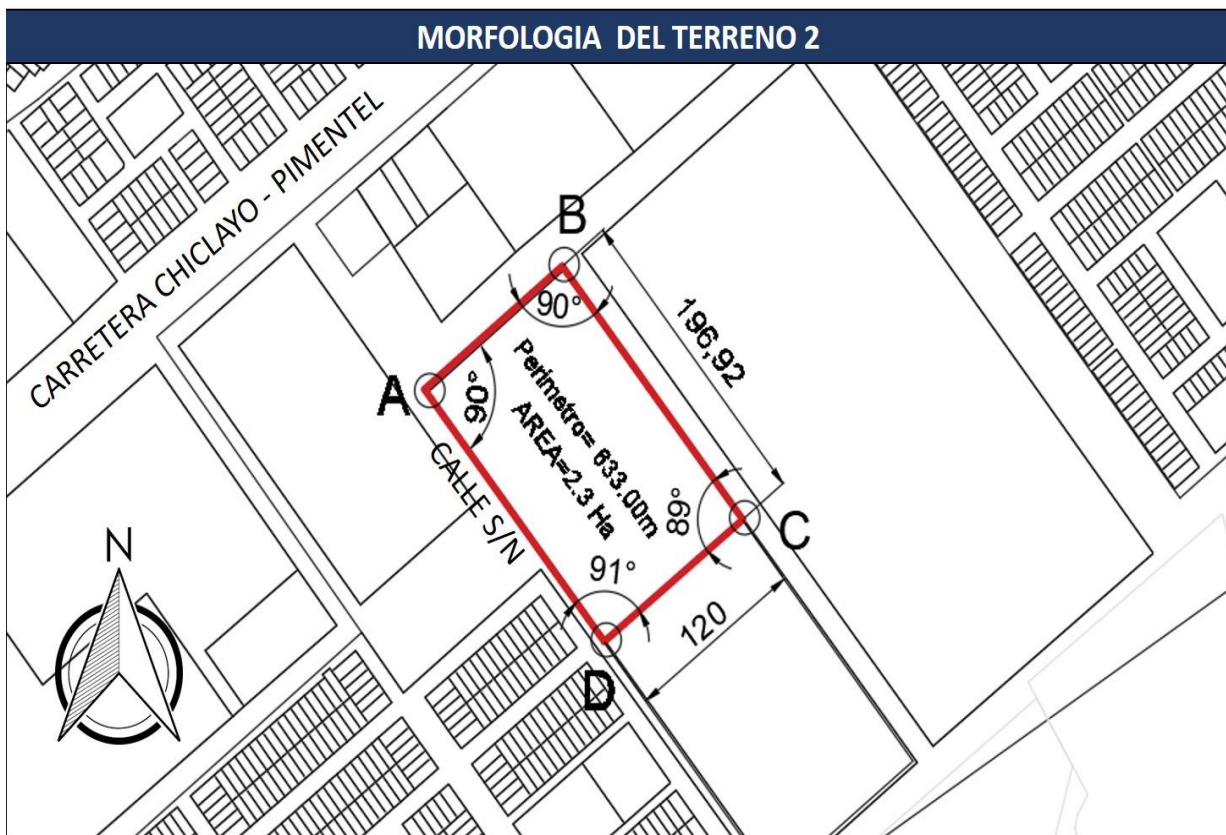 MORFOLOGIA DEL TERRENO 2
CARRETERA CHICLAYO - PIMENTEL
B
90°
196,92
A
90°
Perimetro= 633.00m
AREA=2.3 Ha
CALLE S/N
89°
C
N
91°
120
D